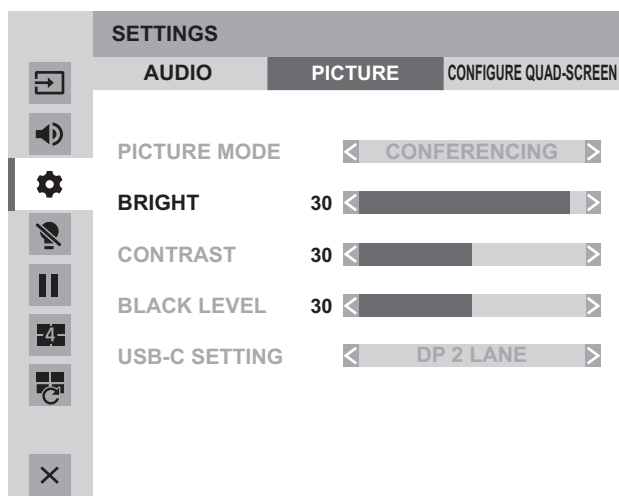 SETTINGS
AUDIO PICTURE CONFIGURE QUAD-SCREEN
PICTURE MODE CONFERENCING
BRIGHT 30
CONTRAST 30
BLACK LEVEL 30
-4-
USB-C SETTING DP 2 LANE